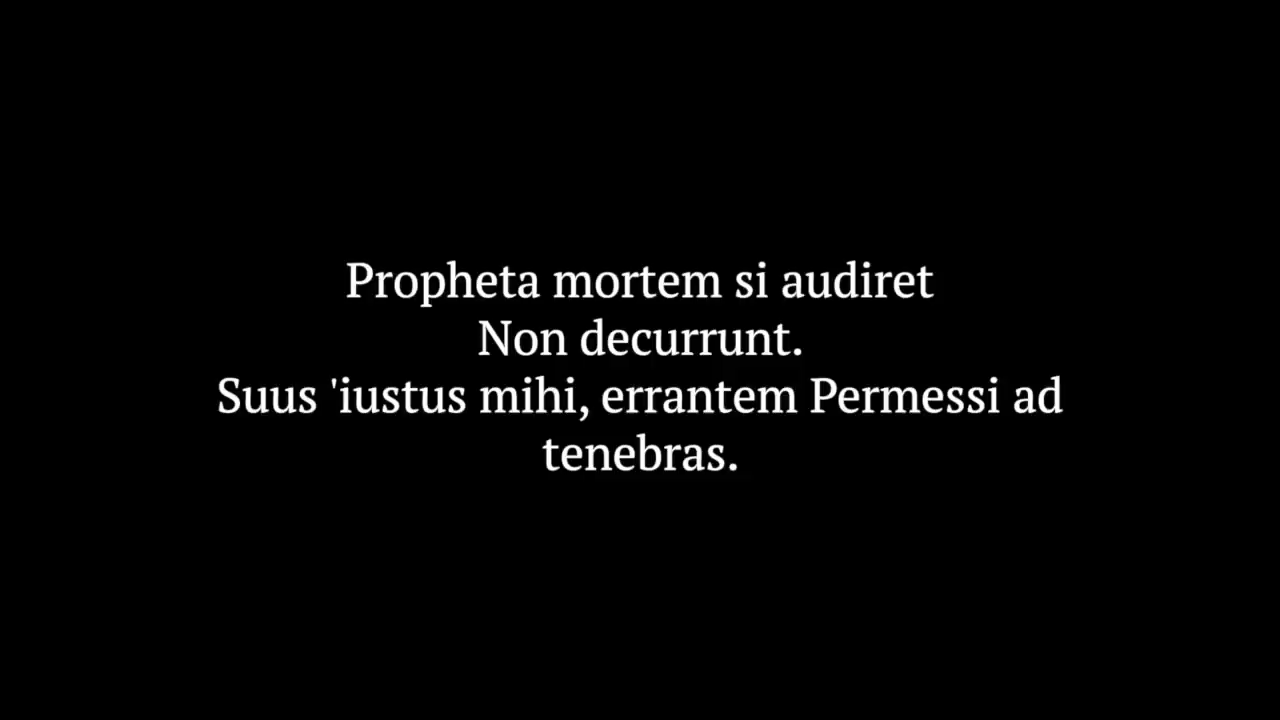 Propheta mortem si audiret
Non decurrunt.
Suus 'iustus mihi, errantem Permessi ad
tenebras.